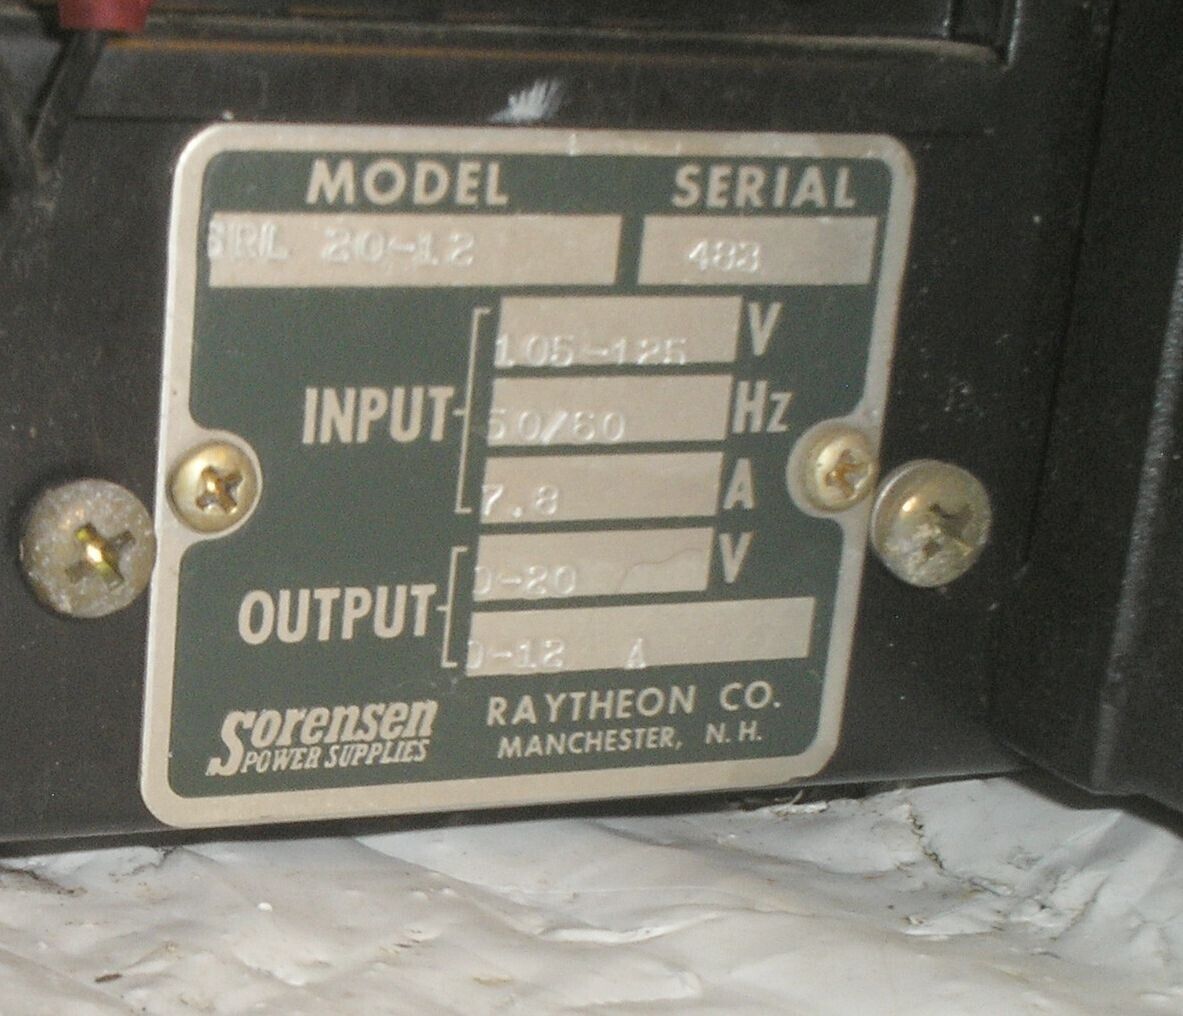 MODEL SERIAL
SRL 20-12 483
105-125 V
INPUT 50/60 Hz
7.8 A
0-20 V
OUTPUT
0-12 A
Sorensen RAYTHEON CO.
POWER SUPPLIES MANCHESTER, N.H.